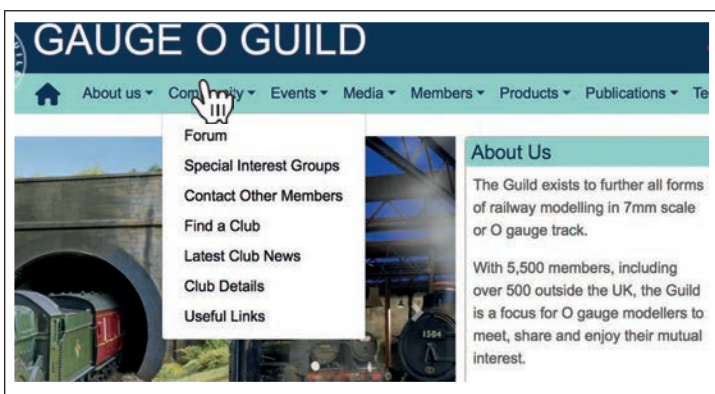 GAUGE O GUILD
About us Community Events Media Members Products Publications Te
Forum
Special Interest Groups
Contact Other Members
Find a Club
Latest Club News
Club Details
Useful Links
About Us
The Guild exists to further all forms
of railway modelling in 7mm scale
or O gauge track.
With 5,500 members, including
over 500 outside the UK, the Guild
is a focus for O gauge modellers to
meet, share and enjoy their mutual
interest.
1504